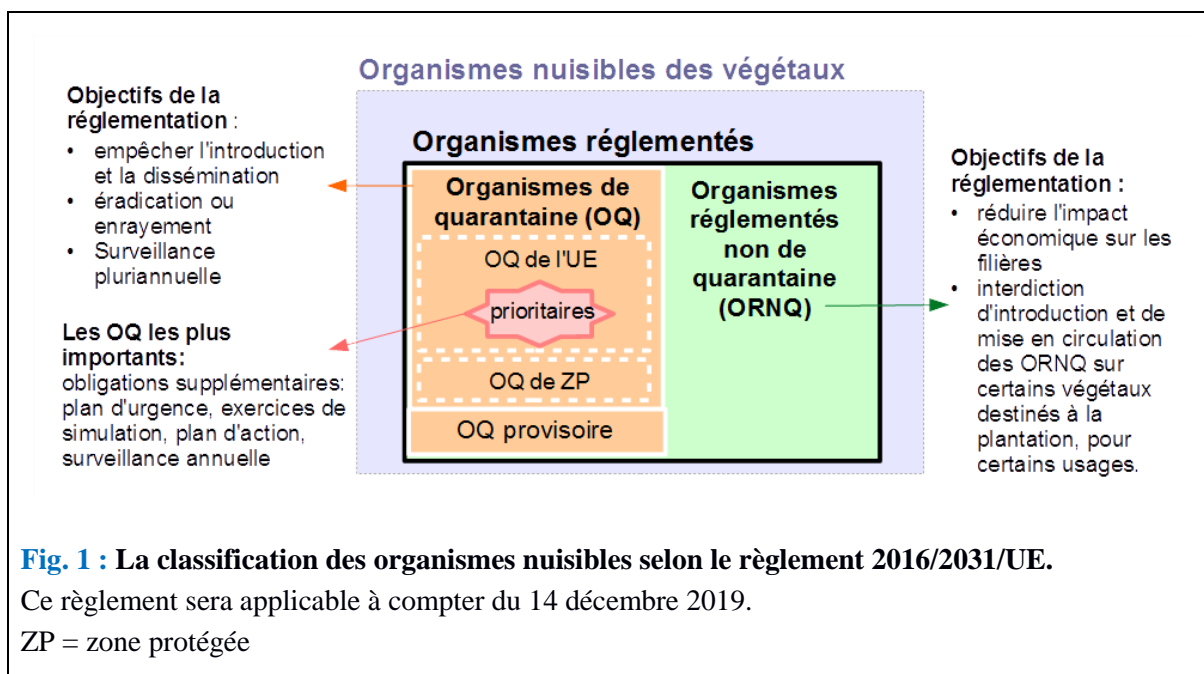 Organismes nuisibles des végétaux
Objectifs de la
réglementation :
• empêcher l'introduction
et la dissémination
• éradication ou
enrayement
• Surveillance
pluriannuelle
Les OQ les plus
importants:
obligations supplémentaires:
plan d'urgence, exercices de
simulation, plan d'action,
surveillance annuelle
Organismes réglementés
Organismes de
quarantaine (OQ)
OQ de l'UE
prioritaires
OQ de ZP
OQ provisoire
Organismes
réglementés
non de
quarantaine
(ORNQ)
Objectifs de la
réglementation :
• réduire l'impact
économique sur les
filières
• interdiction
d'introduction et de
mise en circulation
des ORNQ sur
certains végétaux
destinés à la
plantation, pour
certains usages.
Fig. 1 : La classification des organismes nuisibles selon le règlement 2016/2031/UE.
Ce règlement sera applicable à compter du 14 décembre 2019.
ZP = zone protégée